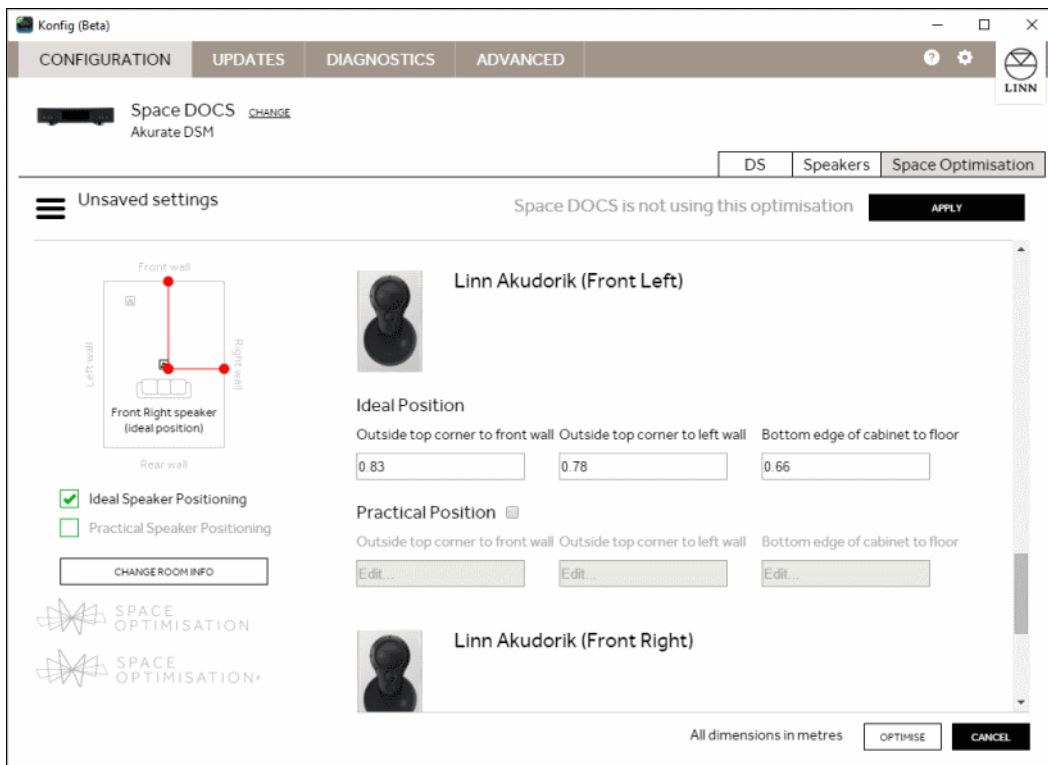 Konfig (Beta)
CONFIGURATION UPDATES DIAGNOSTICS ADVANCED
?
LINN
Space DOCS CHANGE
Akurate DSM
DS Speakers Space Optimisation
Unsaved settings
Space DOCS is not using this optimisation APPLY
Front wall
Left wall
Right wall
Front Right speaker
(ideal position)
Rear wall
Ideal Speaker Positioning
Practical Speaker Positioning
CHANGE ROOM INFO
SPACE
OPTIMISATION
SPACE
OPTIMISATION+
Linn Akudorik (Front Left)
Ideal Position
Outside top corner to front wall Outside top corner to left wall Bottom edge of cabinet to floor
0.83 0.78 0.66
Practical Position
Outside top corner to front wall Outside top corner to left wall Bottom edge of cabinet to floor
Edit... Edit... Edit...
Linn Akudorik (Front Right)
All dimensions in metres OPTIMISE CANCEL